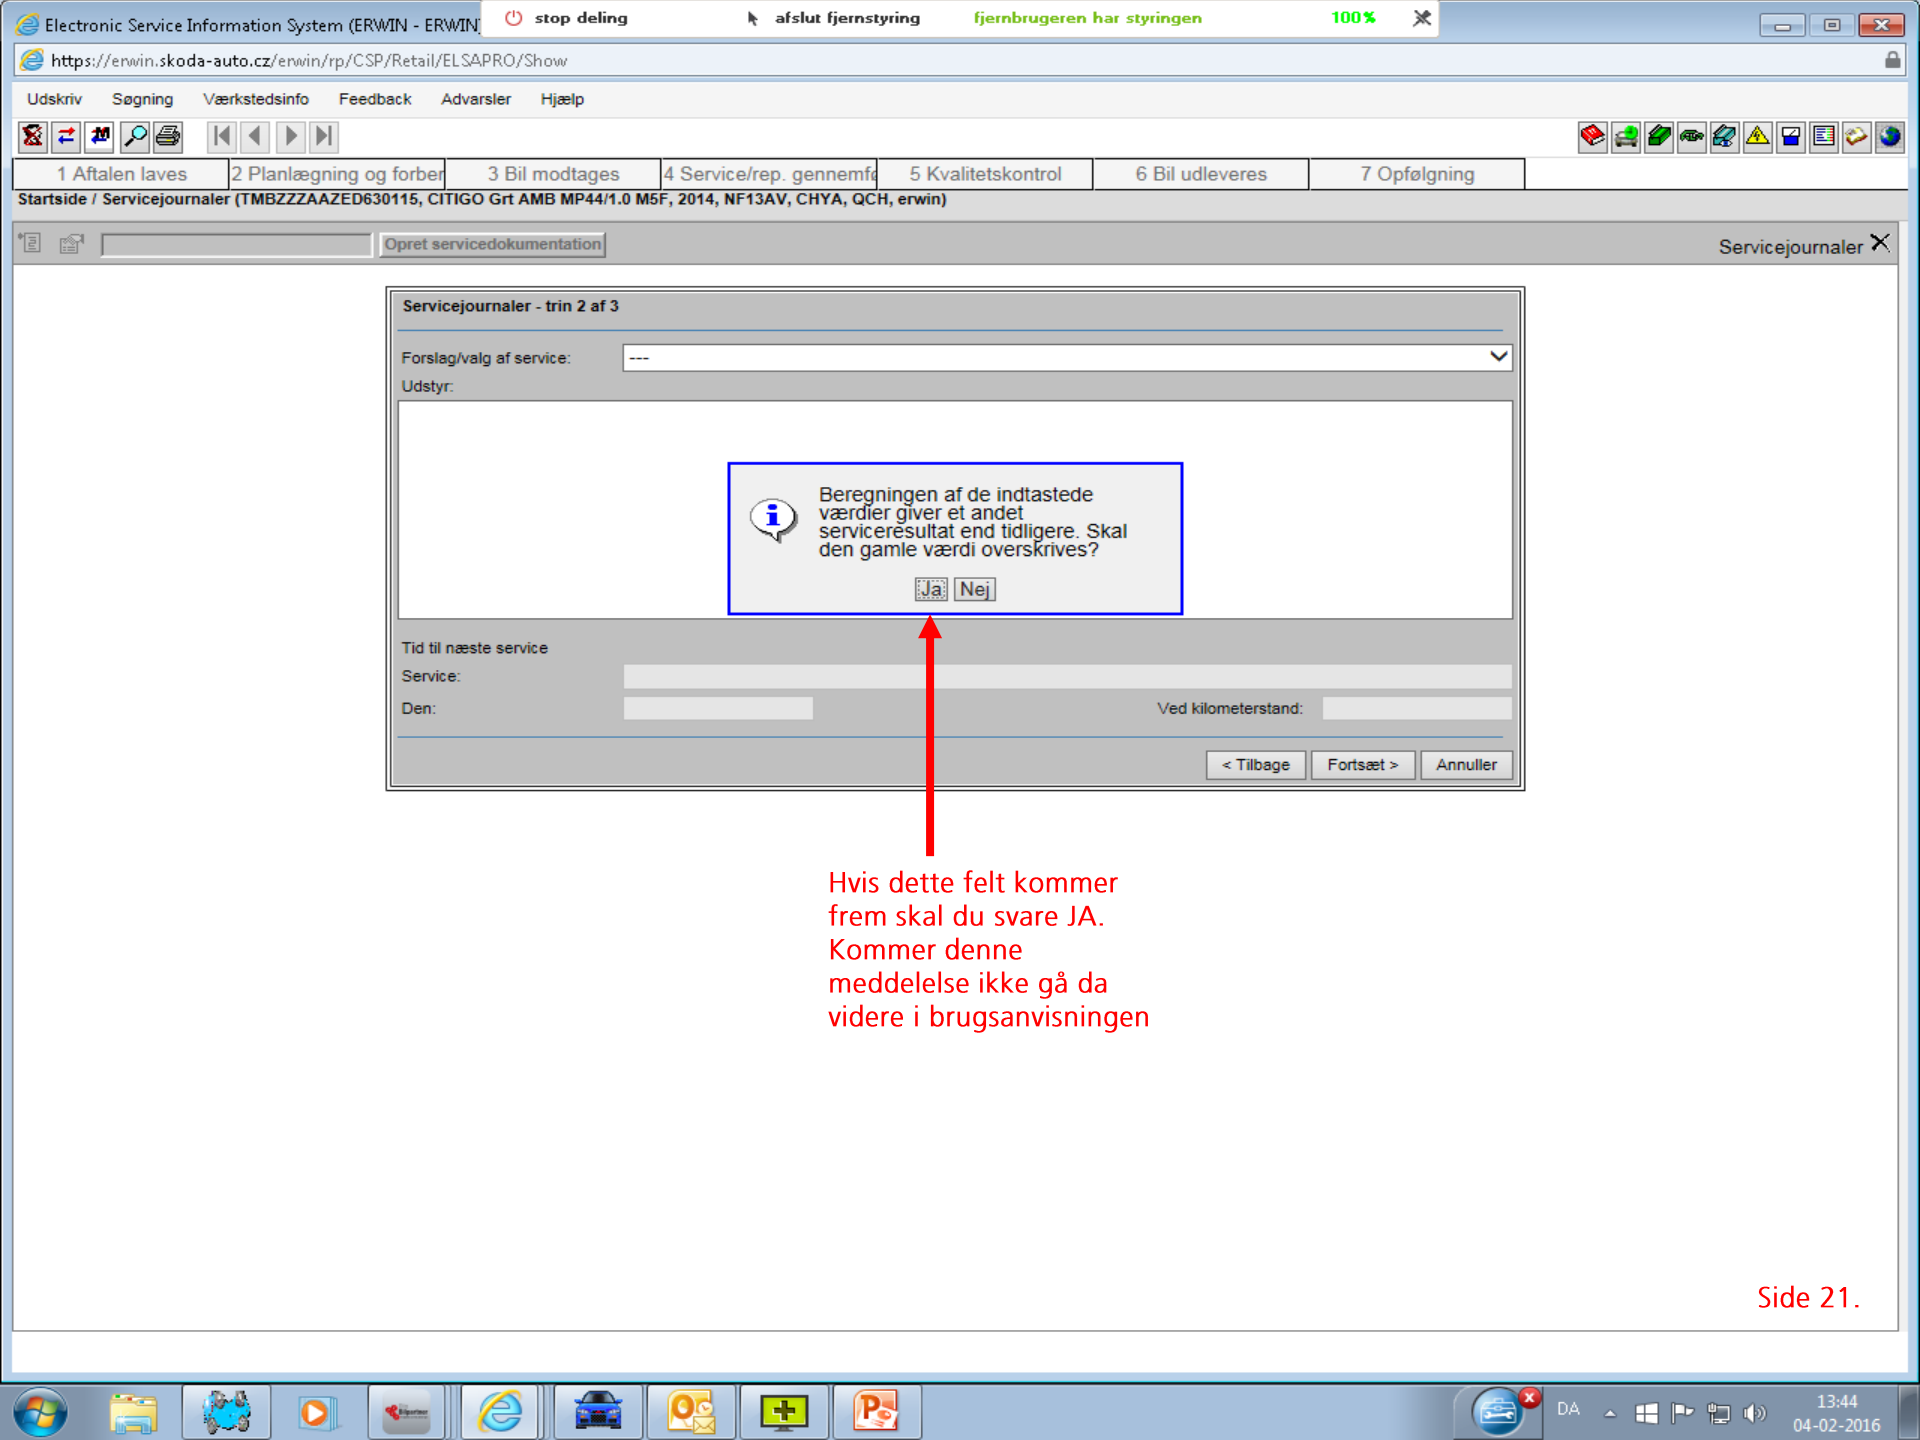 Electronic Service Information System (ERWIN - ERWIN)
stop deling
afslut fjernstyring
fjernbrugeren har styringen
100%
https://erwin.skoda-auto.cz/erwin/rp/CSP/Retail/ELSAPRO/Show
Udskriv Søgning Værkstedsinfo Feedback Advarsler Hjælp
1 Aftalen laves
2 Planlægning og forber
3 Bil modtages
4 Service/rep. gennemfø
5 Kvalitetskontrol
6 Bil udleveres
7 Opfølgning
Startside / Servicejournaler (TMBZZZAAZED630115, CITIGO Grt AMB MP44/1.0 M5F, 2014, NF13AV, CHYA, QCH, erwin)
Opret servicedokumentation
Servicejournaler
Servicejournaler - trin 2 af 3
Forslag/valg af service:
---
Udstyr:
Beregningen af de indtastede
værdier giver et andet
serviceresultat end tidligere. Skal
den gamle værdi overskrives?
Ja Nej
Tid til næste service
Service:
Den:
Ved kilometerstand:
< Tilbage
Fortsæt >
Annuller
Hvis dette felt kommer
frem skal du svare JA.
Kommer denne
meddelelse ikke gå da
videre i brugsanvisningen
Side 21.
DA
13:44
04-02-2016